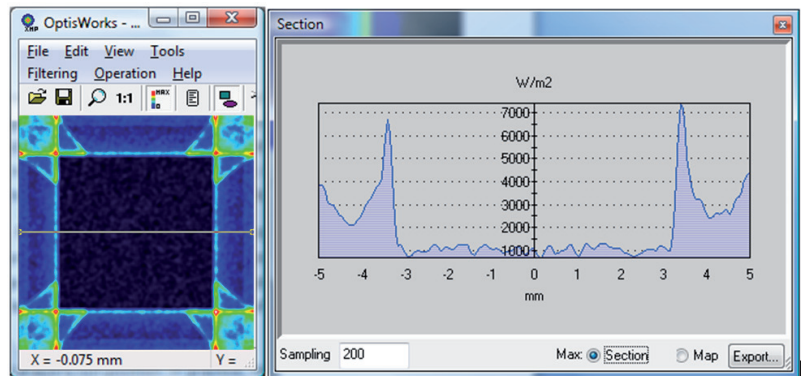 OptisWorks - ...
File Edit View Tools
Filtering Operation Help
1:1 MAX
X = -0.075 mm Y =
Section
W/m2
7000
6000
5000
4000
3000
2000
1000
-5 -4 -3 -2 -1 0 1 2 3 4 5
mm
Sampling 200 Max: Section Map Export...